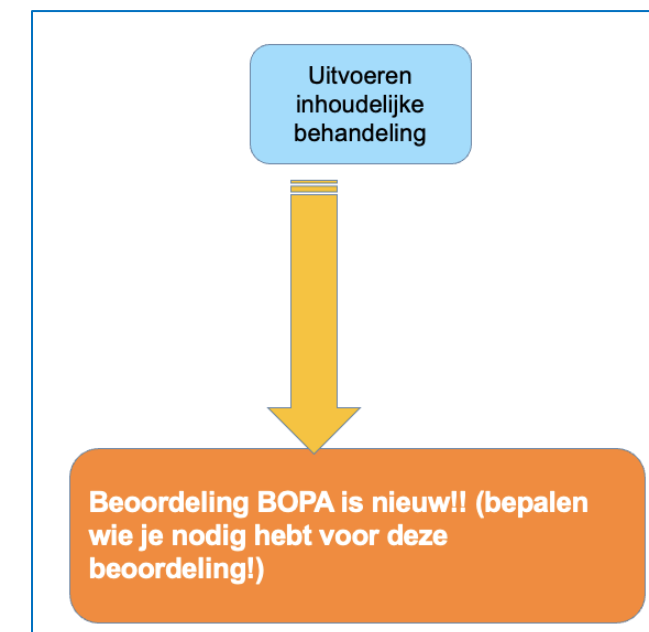 Uitvoeren
inhoudelijke
behandeling
Beoordeling BOPA is nieuw!! (bepalen
wie je nodig hebt voor deze
beoordeling!)